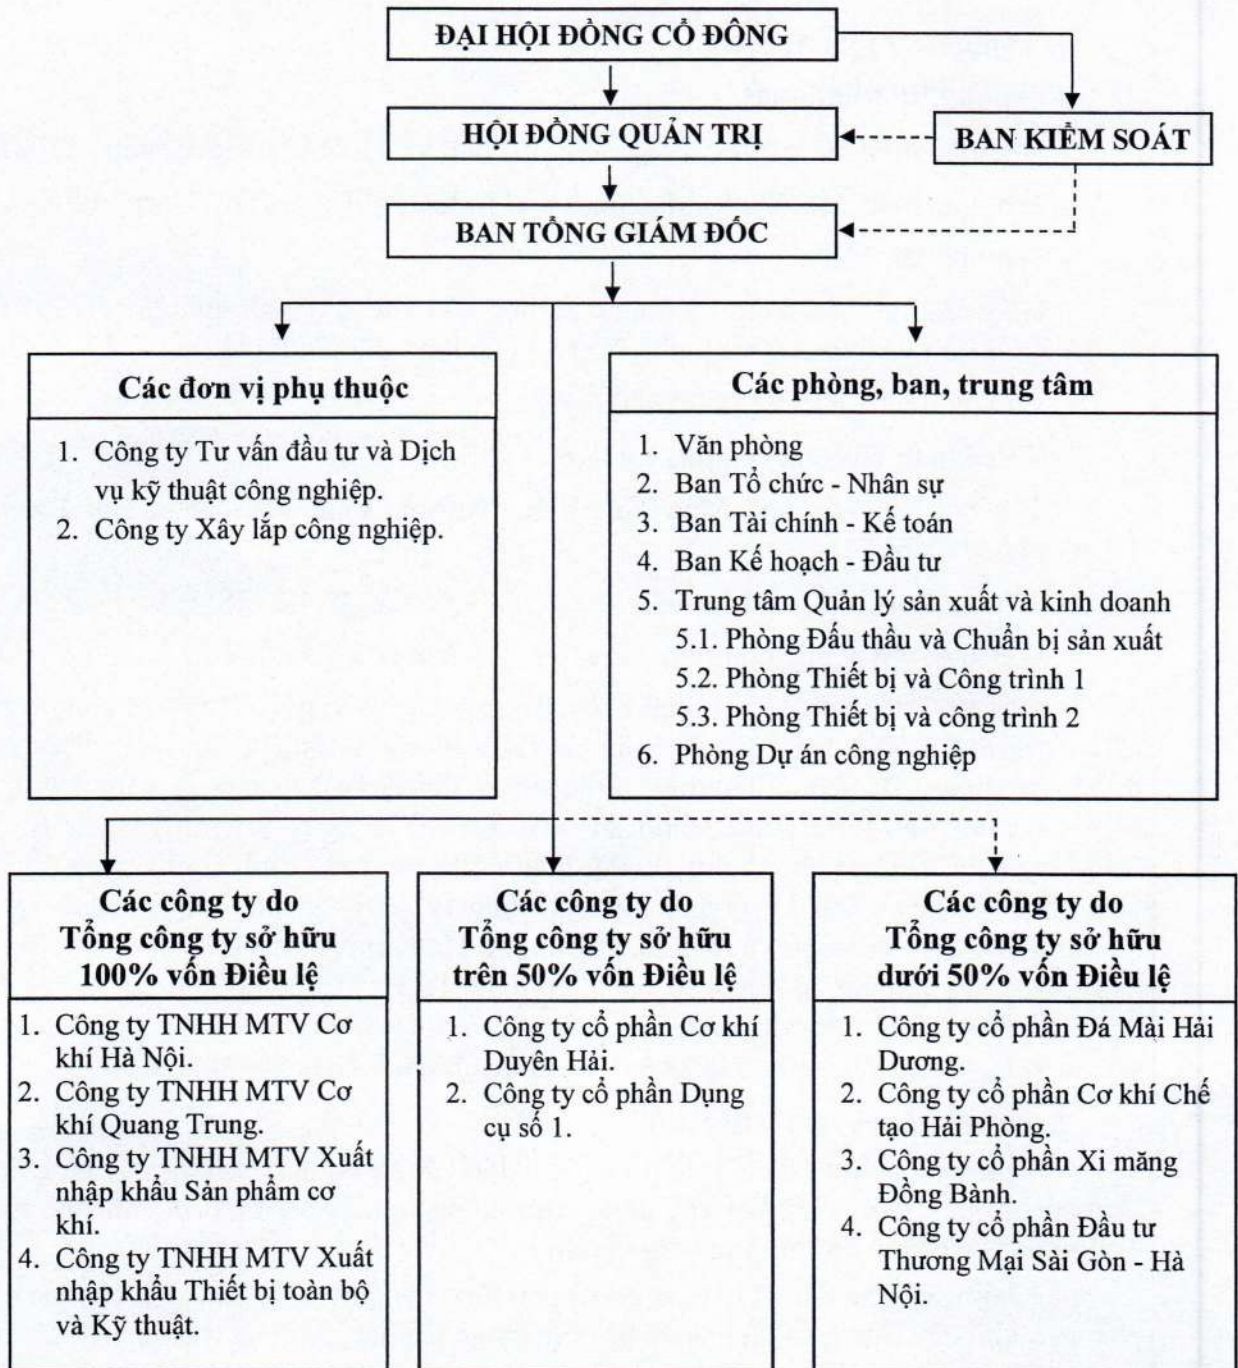 ĐẠI HỘI ĐỒNG CỔ ĐÔNG
HỘI ĐỒNG QUẢN TRỊ
BAN KIỂM SOÁT
BAN TỔNG GIÁM ĐỐC
Các đơn vị phụ thuộc
1. Công ty Tư vấn đầu tư và Dịch
vụ kỹ thuật công nghiệp.
2. Công ty Xây lắp công nghiệp.
Các phòng, ban, trung tâm
1. Văn phòng
2. Ban Tổ chức - Nhân sự
3. Ban Tài chính - Kế toán
4. Ban Kế hoạch - Đầu tư
5. Trung tâm Quản lý sản xuất và kinh doanh
5.1. Phòng Đấu thầu và Chuẩn bị sản xuất
5.2. Phòng Thiết bị và Công trình 1
5.3. Phòng Thiết bị và công trình 2
6. Phòng Dự án công nghiệp
Các công ty do
Tổng công ty sở hữu
100% vốn Điều lệ
1. Công ty TNHH MTV Cơ
khí Hà Nội.
2. Công ty TNHH MTV Cơ
khí Quang Trung.
3. Công ty TNHH MTV Xuất
nhập khẩu Sản phẩm cơ
khí.
4. Công ty TNHH MTV Xuất
nhập khẩu Thiết bị toàn bộ
và Kỹ thuật.
Các công ty do
Tổng công ty sở hữu
trên 50% vốn Điều lệ
1. Công ty cổ phần Cơ khí
Duyên Hải.
2. Công ty cổ phần Dụng
cụ số 1.
Các công ty do
Tổng công ty sở hữu
dưới 50% vốn Điều lệ
1. Công ty cổ phần Đá Mài Hải
Dương.
2. Công ty cổ phần Cơ khí Chế
tạo Hải Phòng.
3. Công ty cổ phần Xi măng
Đồng Bành.
4. Công ty cổ phần Đầu tư
Thương Mại Sài Gòn - Hà
Nội.